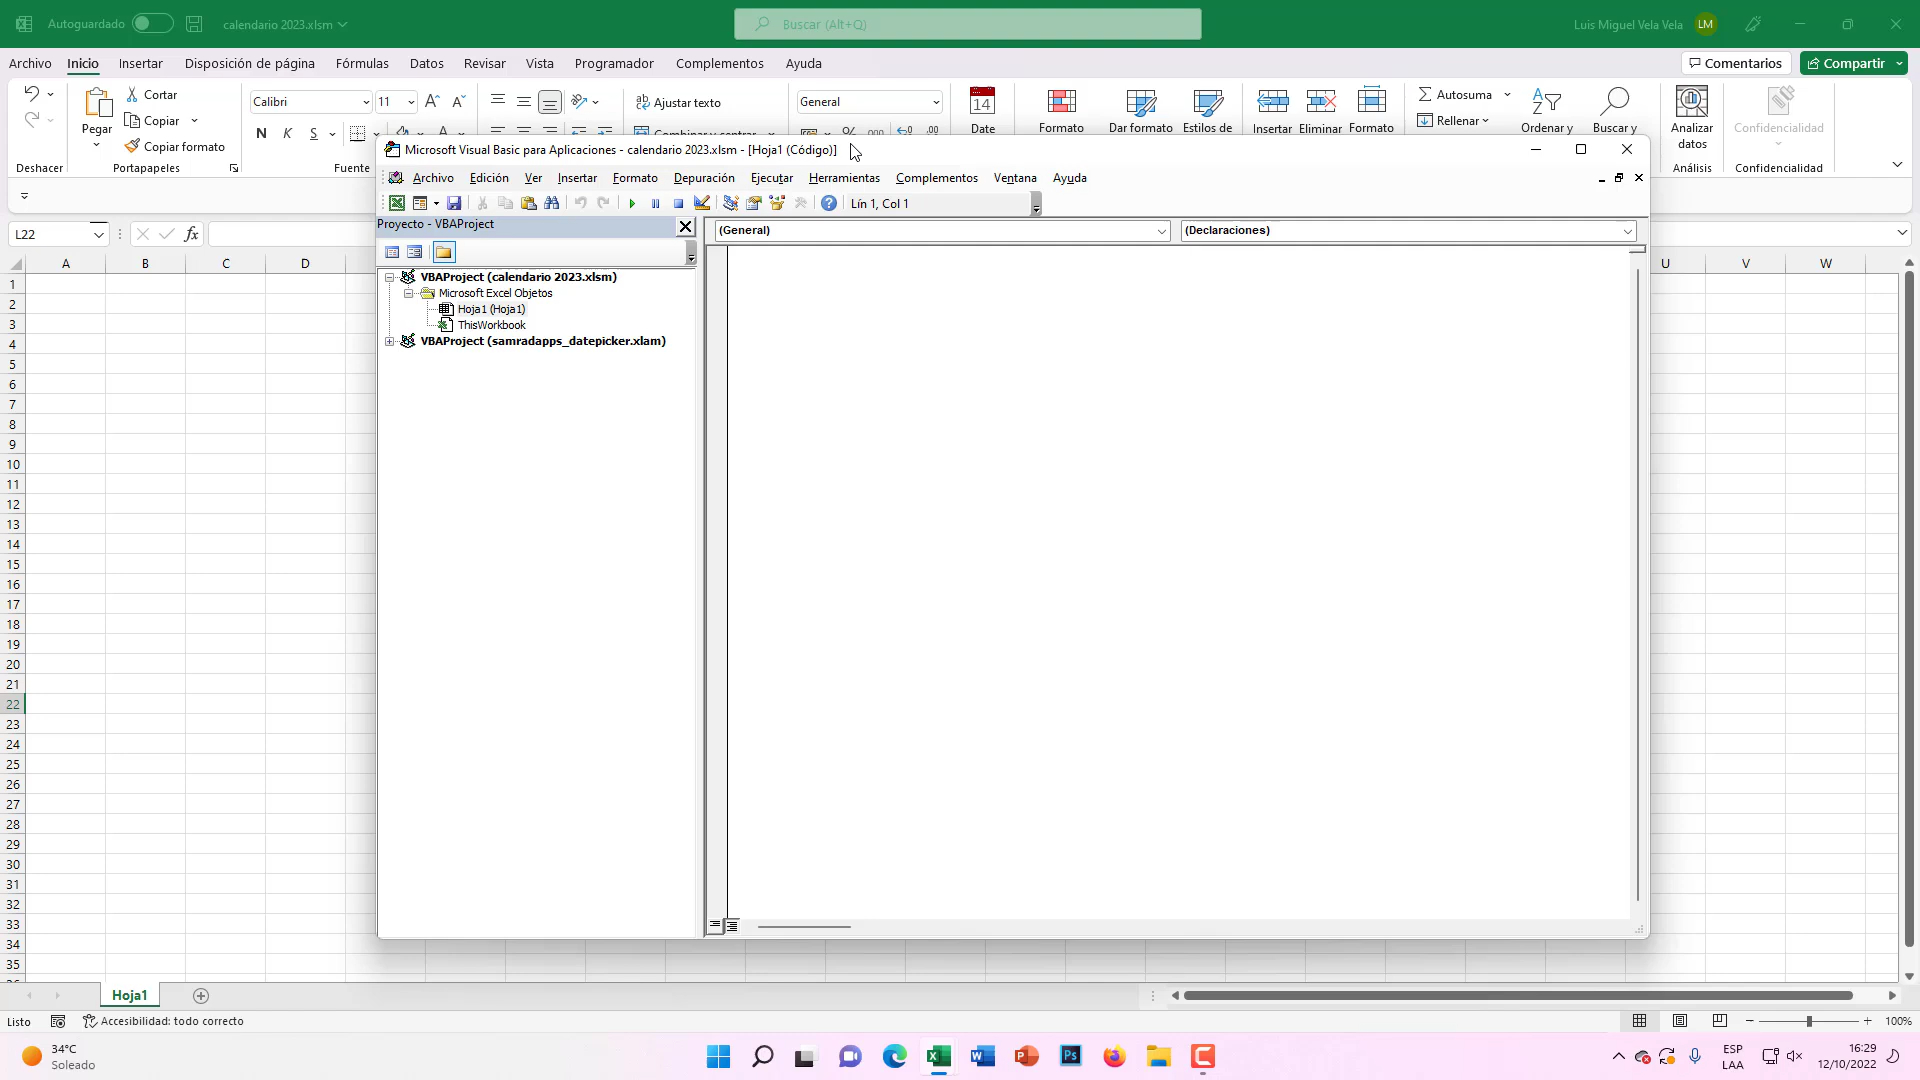 Autoguardado
calendario 2023.xlsm
Buscar (Alt+Q)
Luis Miguel Vela Vela
LM
Archivo
Inicio
Insertar
Disposición de página
Fórmulas
Datos
Revisar
Vista
Programador
Complementos
Ayuda
Comentarios
Compartir
Cortar
Copiar
Copiar formato
Pegar
Deshacer
Portapapeles
Calibri
11
N K S
Fuente
Ajustar texto
Combinar y centrar
General
14
Date
Formato
Dar formato
Estilos de
Insertar
Eliminar
Formato
Autosuma
Rellenar
Ordenar y
Buscar y
Analizar
datos
Análisis
Confidencialidad
Confidencialidad
L22
fx
Microsoft Visual Basic para Aplicaciones - calendario 2023.xlsm - [Hoja1 (Código)]
Archivo Edición Ver Insertar Formato Depuración Ejecutar Herramientas Complementos Ventana Ayuda
Lín 1, Col 1
Proyecto - VBAProject
(General)
(Declaraciones)
VBAProject (calendario 2023.xlsm)
Microsoft Excel Objetos
Hoja1 (Hoja1)
ThisWorkbook
VBAProject (samradapps_datepicker.xlam)
A B C D U V W
1
2
3
4
5
6
7
8
9
10
11
12
13
14
15
16
17
18
19
20
21
22
23
24
25
26
27
28
29
30
31
32
33
34
35
Hoja1
Listo
Accesibilidad: todo correcto
100%
34°C
Soleado
ESP
LAA
16:29
12/10/2022